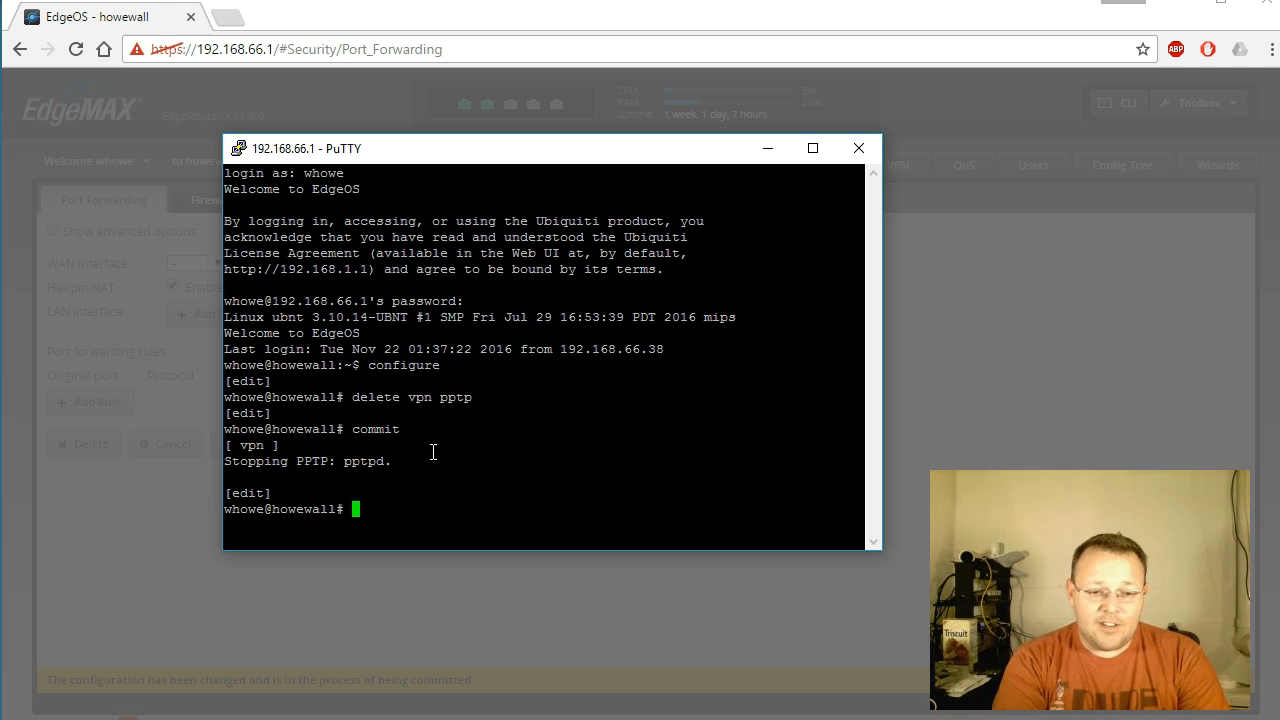 EdgeOS - howewall
https://192.168.66.1/#Security/Port_Forwarding
ABP
EdgeMAX
EdgeRouter X v1.9.0
CPU: 5%
RAM: 26%
Uptime: 1 week, 1 day, 7 hours
CLI
Toolbox
Welcome whowe
to howew
VPN
QoS
Users
Config Tree
Wizards
Port Forwarding
Firew
Show advanced options
WAN interface
-
Hairpin NAT
Enable
LAN interface
+ Add
Port forwarding rules
Original port
Protocol
+ Add Rule
Delete
Cancel
The configuration has been changed and is in the process of being committed.
192.168.66.1 - PuTTY
login as: whowe
Welcome to EdgeOS
By logging in, accessing, or using the Ubiquiti product, you
acknowledge that you have read and understood the Ubiquiti
License Agreement (available in the Web UI at, by default,
http://192.168.1.1) and agree to be bound by its terms.
whowe@192.168.66.1's password:
Linux ubnt 3.10.14-UBNT #1 SMP Fri Jul 29 16:53:39 PDT 2016 mips
Welcome to EdgeOS
Last login: Tue Nov 22 01:37:22 2016 from 192.168.66.38
whowe@howewall:~$ configure
[edit]
whowe@howewall# delete vpn pptp
[edit]
whowe@howewall# commit
[ vpn ]
Stopping PPTP: pptpd.
[edit]
whowe@howewall#
Triscuit